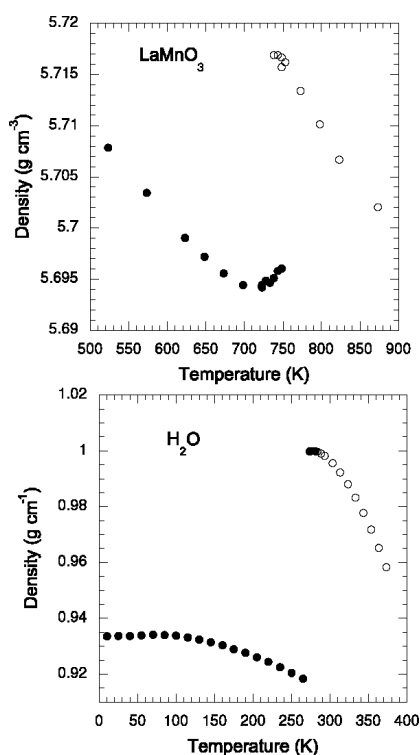 5.72
5.715
5.71
5.705
5.7
5.695
5.69
Density (g cm⁻³)
LaMnO₃
500 550 600 650 700 750 800 850 900
Temperature (K)
1.02
1
0.98
0.96
0.94
0.92
Density (g cm⁻¹)
H₂O
0 50 100 150 200 250 300 350 400
Temperature (K)